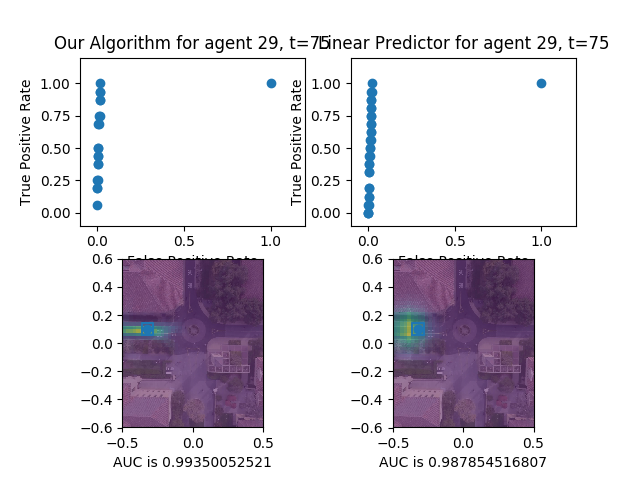 Our Algorithm for agent 29, t=75
Linear Predictor for agent 29, t=75
True Positive Rate
1.00
0.75
0.50
0.25
0.00
0.0 0.5 1.0
False Positive Rate
True Positive Rate
1.00
0.75
0.50
0.25
0.00
0.0 0.5 1.0
False Positive Rate
0.6
0.4
0.2
0.0
−0.2
−0.4
−0.6
−0.5 0.0 0.5
AUC is 0.99350052521
0.6
0.4
0.2
0.0
−0.2
−0.4
−0.6
−0.5 0.0 0.5
AUC is 0.987854516807